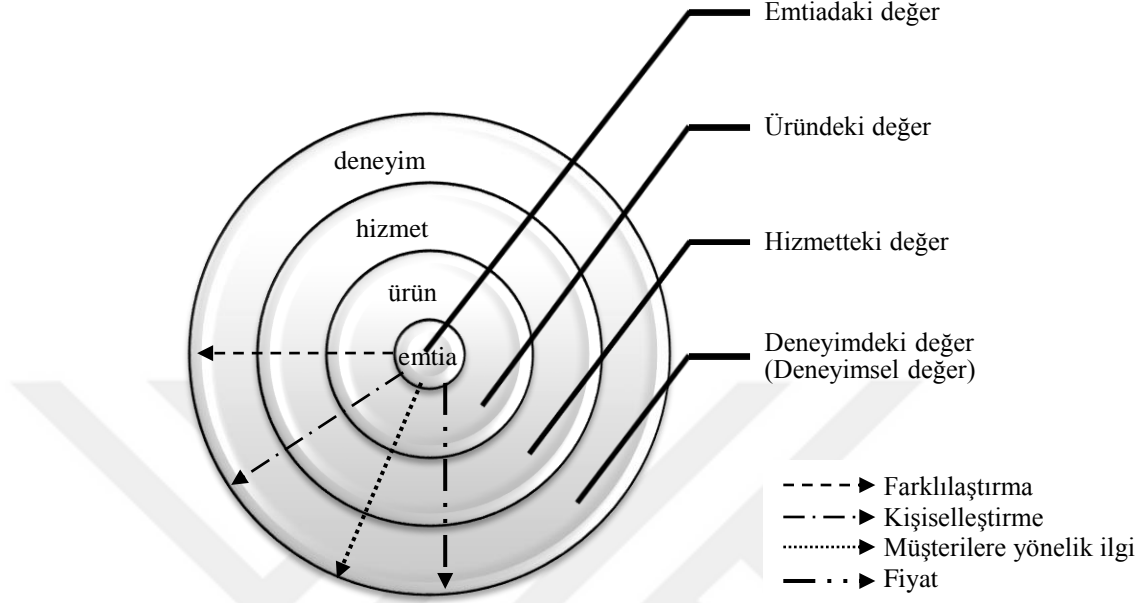 Emtiadaki değer
Üründeki değer
deneyim
hizmet
Hizmetteki değer
ürün
emtia
Deneyimdeki değer
(Deneyimsel değer)
Farklılaştırma
Kişiselleştirme
Müşterilere yönelik ilgi
Fiyat